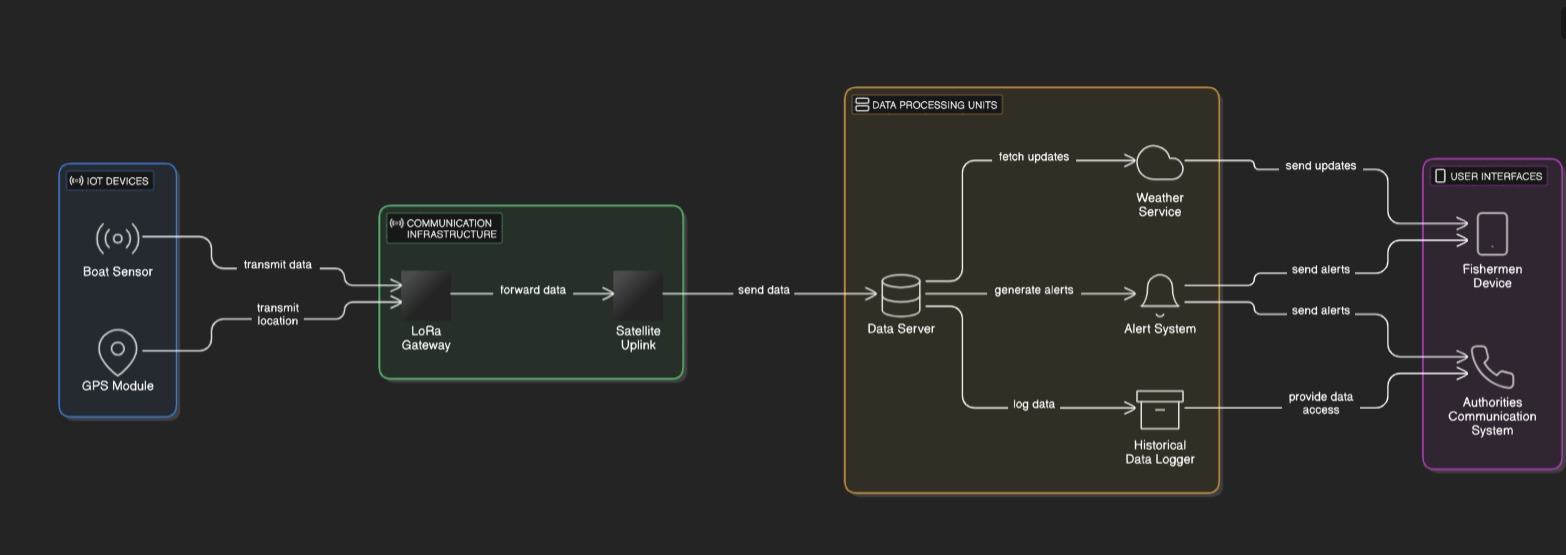 IOT DEVICES
Boat Sensor
GPS Module
transmit data
transmit
location
COMMUNICATION
INFRASTRUCTURE
LoRa
Gateway
forward data
Satellite
Uplink
send data
DATA PROCESSING UNITS
Data Server
fetch updates
generate alerts
log data
Weather
Service
Alert System
Historical
Data Logger
send updates
send alerts
send alerts
provide data
access
USER INTERFACES
Fishermen
Device
Authorities
Communication
System